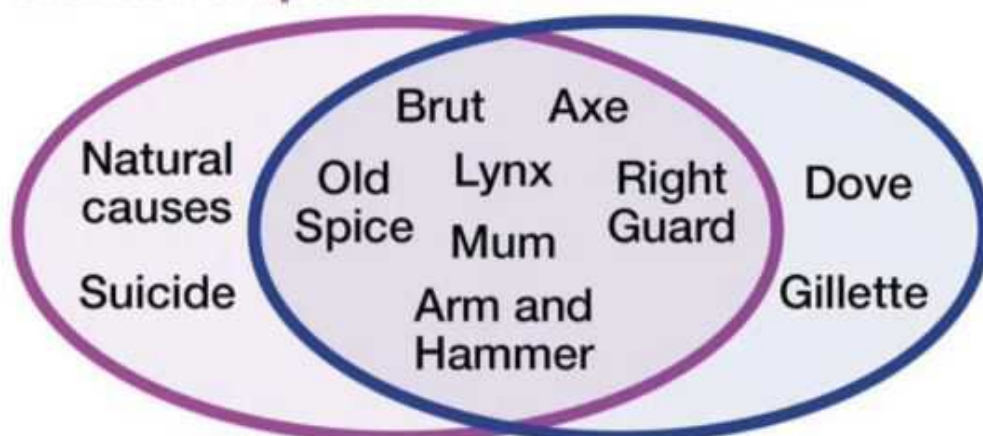 Brut Axe
Natural
causes
Old
Spice
Lynx
Right
Guard
Dove
Mum
Suicide
Gillette
Arm and
Hammer